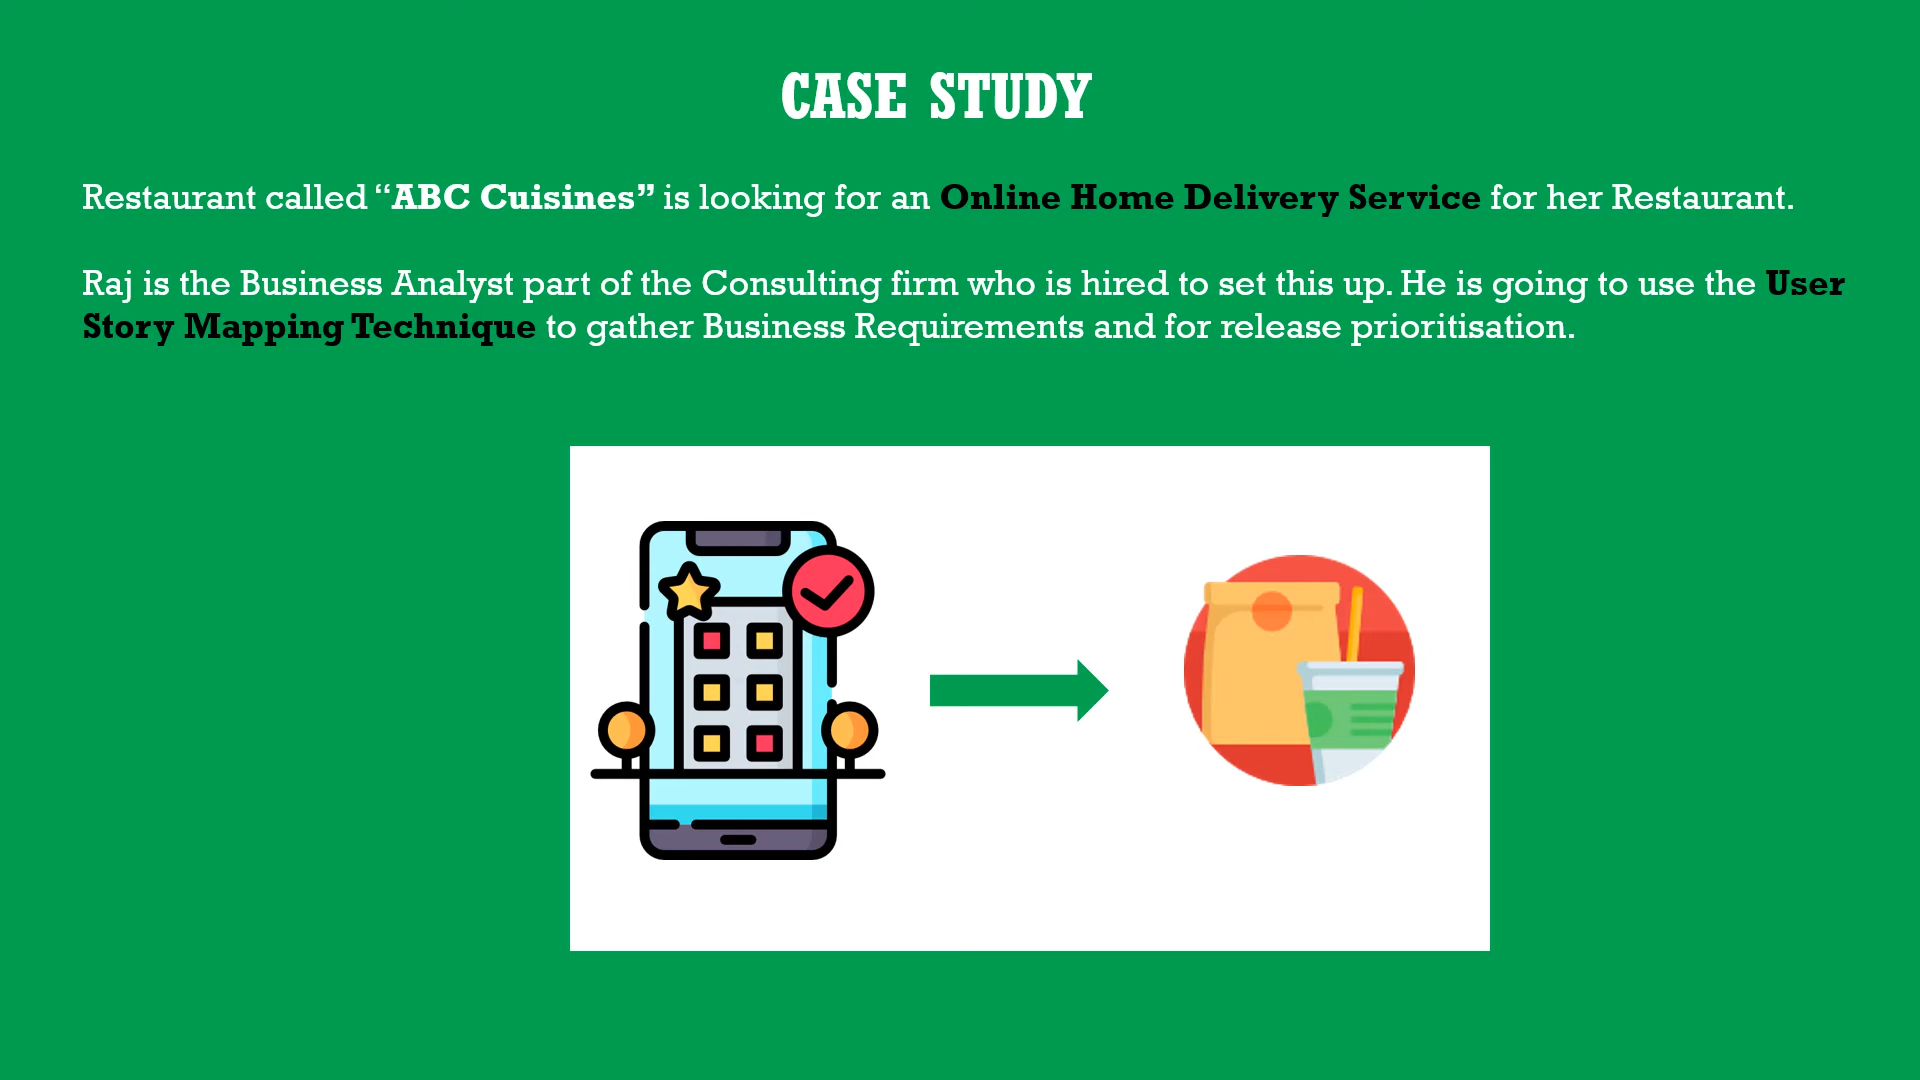 CASE STUDY
Restaurant called “ABC Cuisines” is looking for an Online Home Delivery Service for her Restaurant.
Raj is the Business Analyst part of the Consulting firm who is hired to set this up. He is going to use the User
Story Mapping Technique to gather Business Requirements and for release prioritisation.